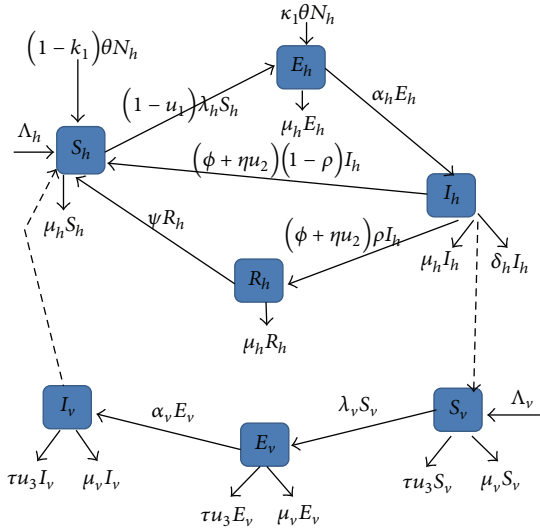 κ₁θNₕ
(1 − k₁)θNₕ
Eₕ
(1 − u₁)λₕSₕ
αₕEₕ
μₕEₕ
Λₕ
Sₕ
(ϕ + ηu₂)(1 − ρ)Iₕ
Iₕ
μₕSₕ
ψRₕ
(ϕ + ηu₂)ρIₕ
μₕIₕ
δₕIₕ
Rₕ
μₕRₕ
Iᵥ
αᵥEᵥ
λᵥSᵥ
Sᵥ
Λᵥ
Eᵥ
τu₃Iᵥ
μᵥIᵥ
τu₃Sᵥ
μᵥSᵥ
τu₃Eᵥ
μᵥEᵥ